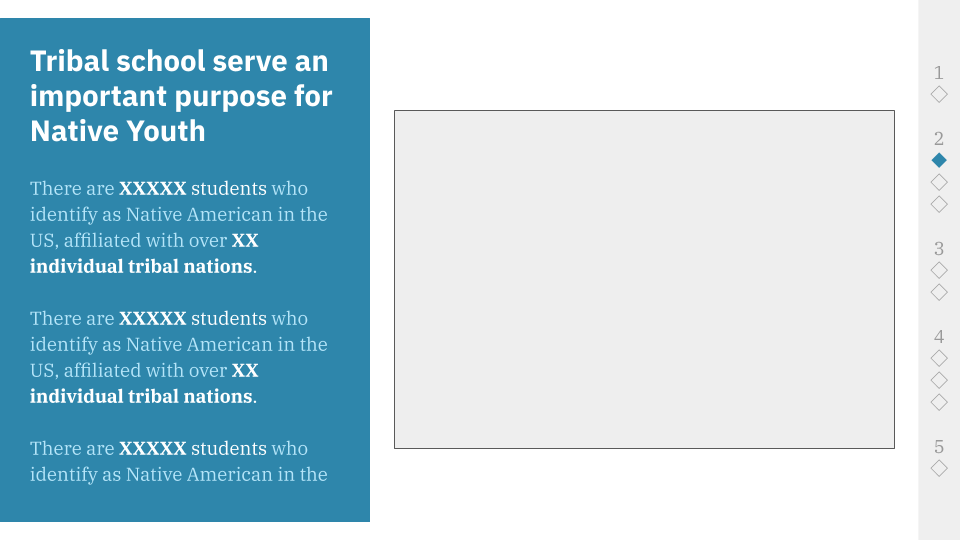 Tribal school serve an
important purpose for
Native Youth
There are XXXXX students who
identify as Native American in the
US, affiliated with over XX
individual tribal nations.
There are XXXXX students who
identify as Native American in the
US, affiliated with over XX
individual tribal nations.
There are XXXXX students who
identify as Native American in the
1
2
3
4
5